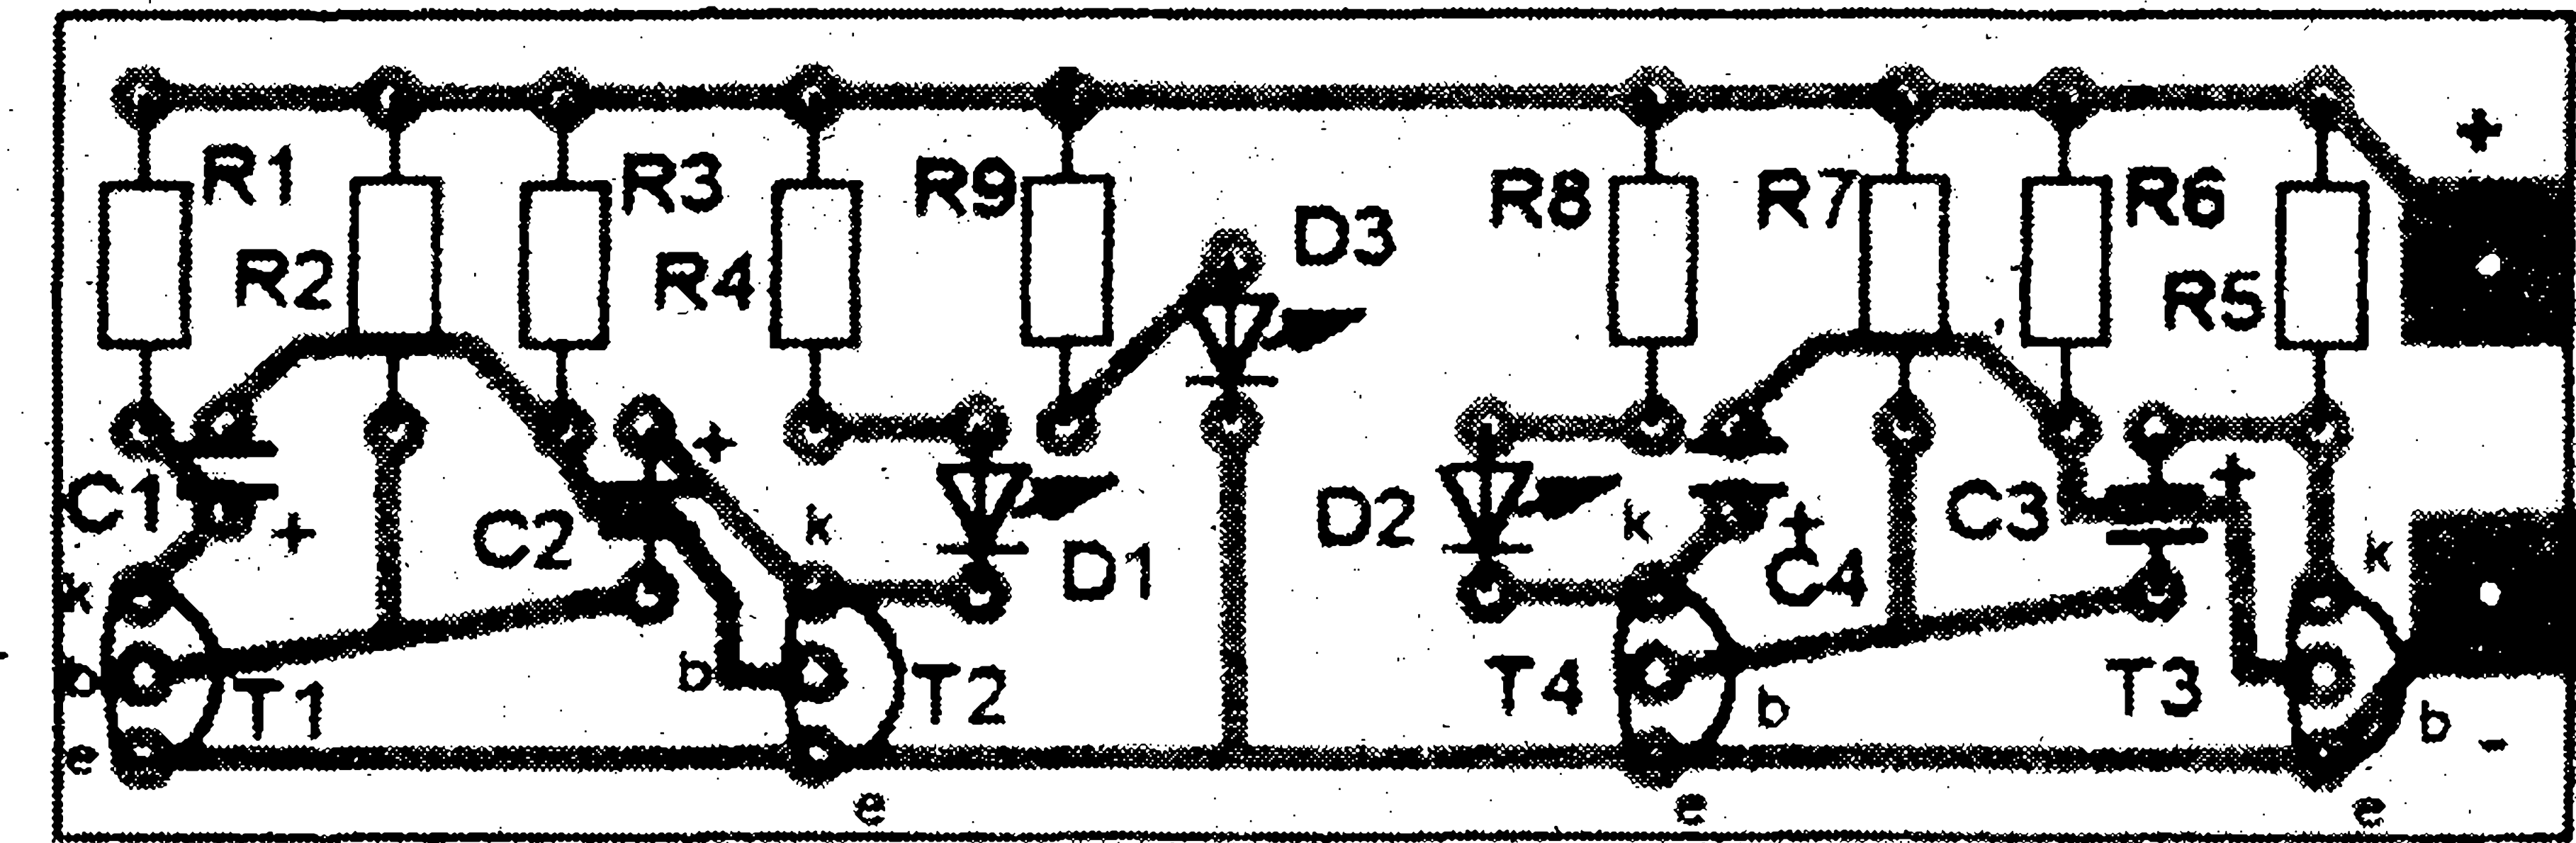 +
R1 R3 R9 R8 R7 R6
R2 R4 D3 R5
+
C1 C2 k D2 k C3 + k
+ D1 + C4
k
b T1 b T2 T4 b T3 b
e -
e e e